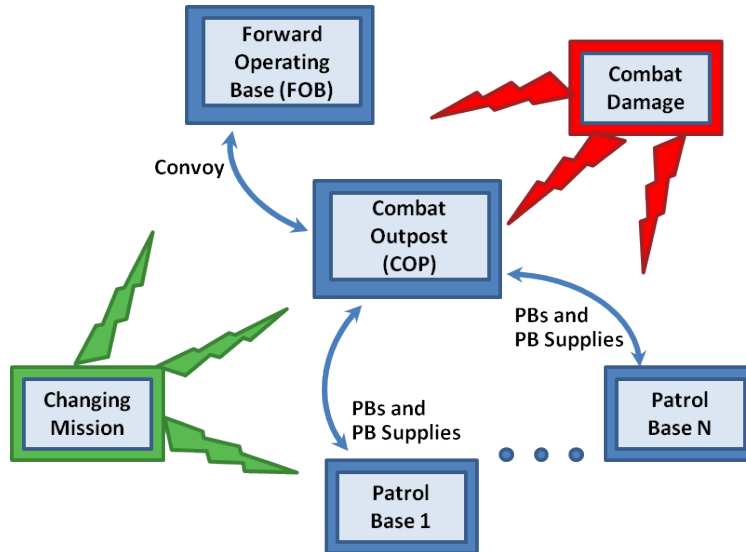 Forward
Operating
Base (FOB)
Combat
Damage
Convoy
Combat
Outpost
(COP)
PBs and
PB Supplies
Changing
Mission
PBs and
PB Supplies
Patrol
Base N
Patrol
Base 1